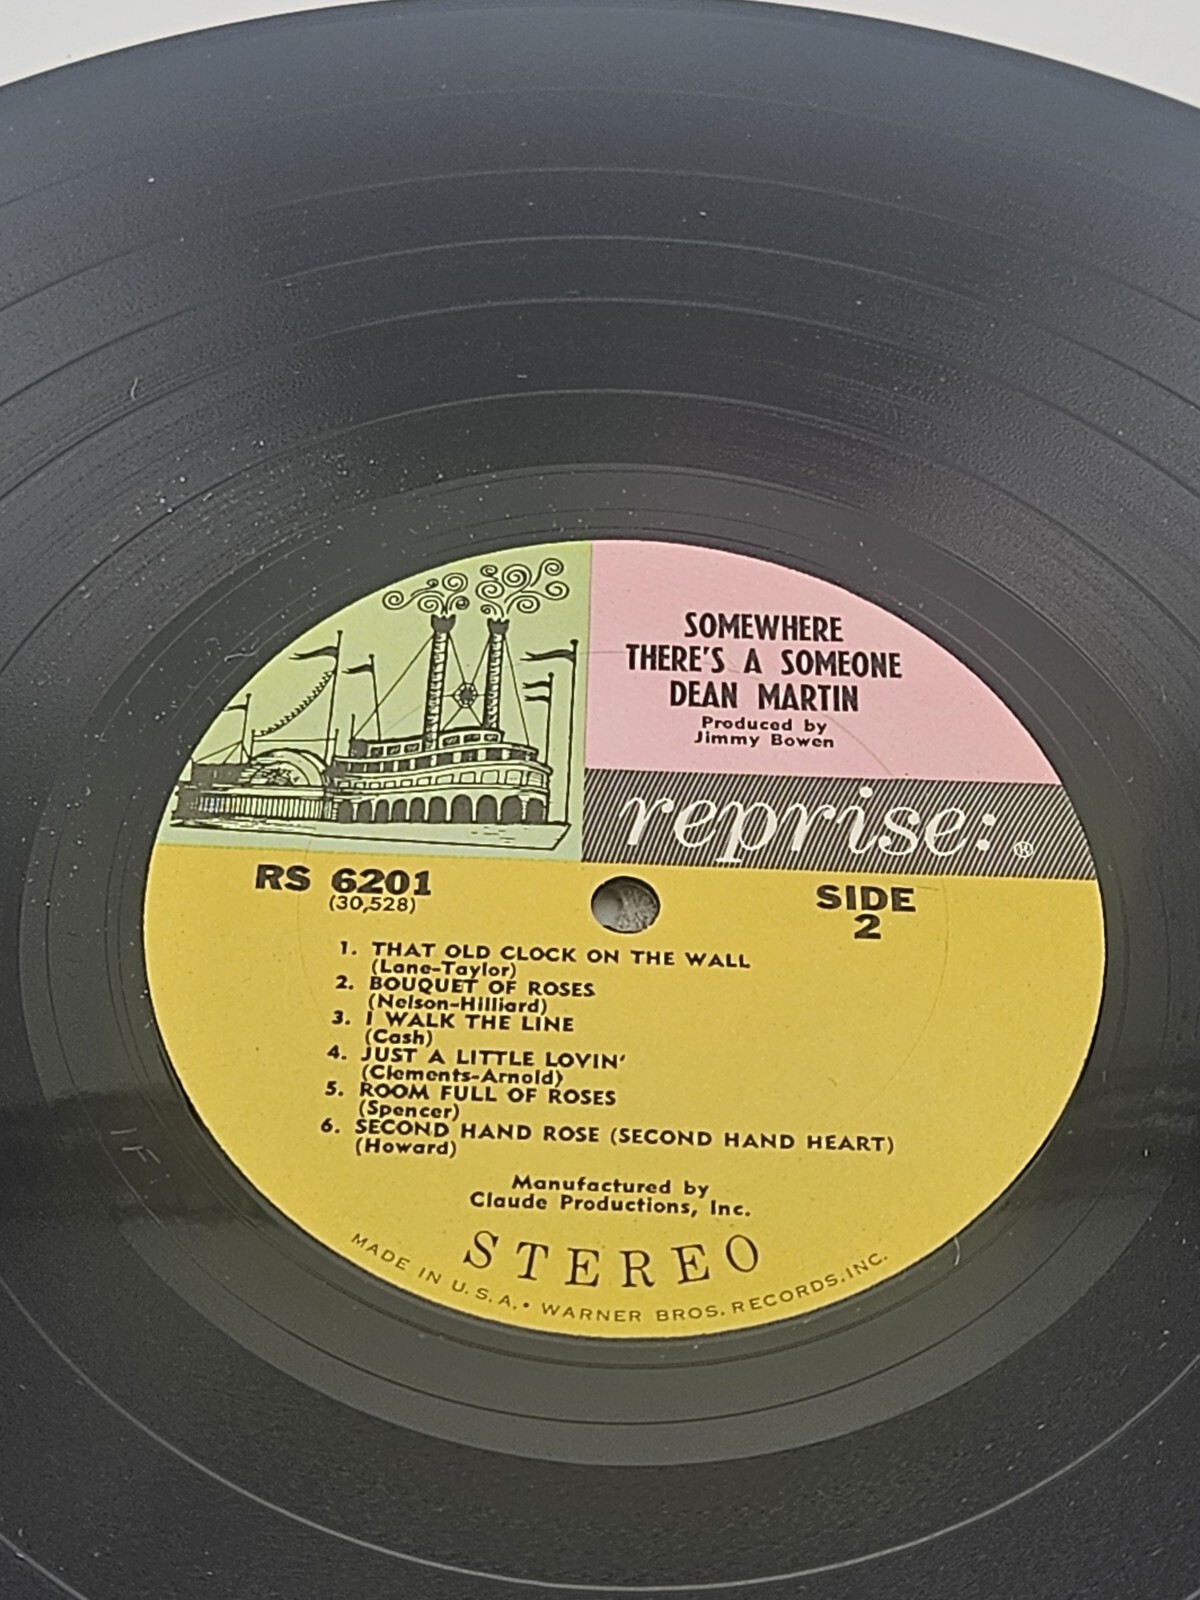 SOMEWHERE
THERE'S A SOMEONE
DEAN MARTIN
Produced by
Jimmy Bowen
reprise: ®
RS 6201
(30,528)
SIDE
2
1. THAT OLD CLOCK ON THE WALL
(Lane-Taylor)
2. BOUQUET OF ROSES
(Nelson-Hilliard)
3. I WALK THE LINE
(Cash)
4. JUST A LITTLE LOVIN'
(Clements-Arnold)
5. ROOM FULL OF ROSES
(Spencer)
6. SECOND HAND ROSE (SECOND HAND HEART)
(Howard)
Manufactured by
Claude Productions, Inc.
STEREO
MADE IN U.S.A. • WARNER BROS. RECORDS, INC.